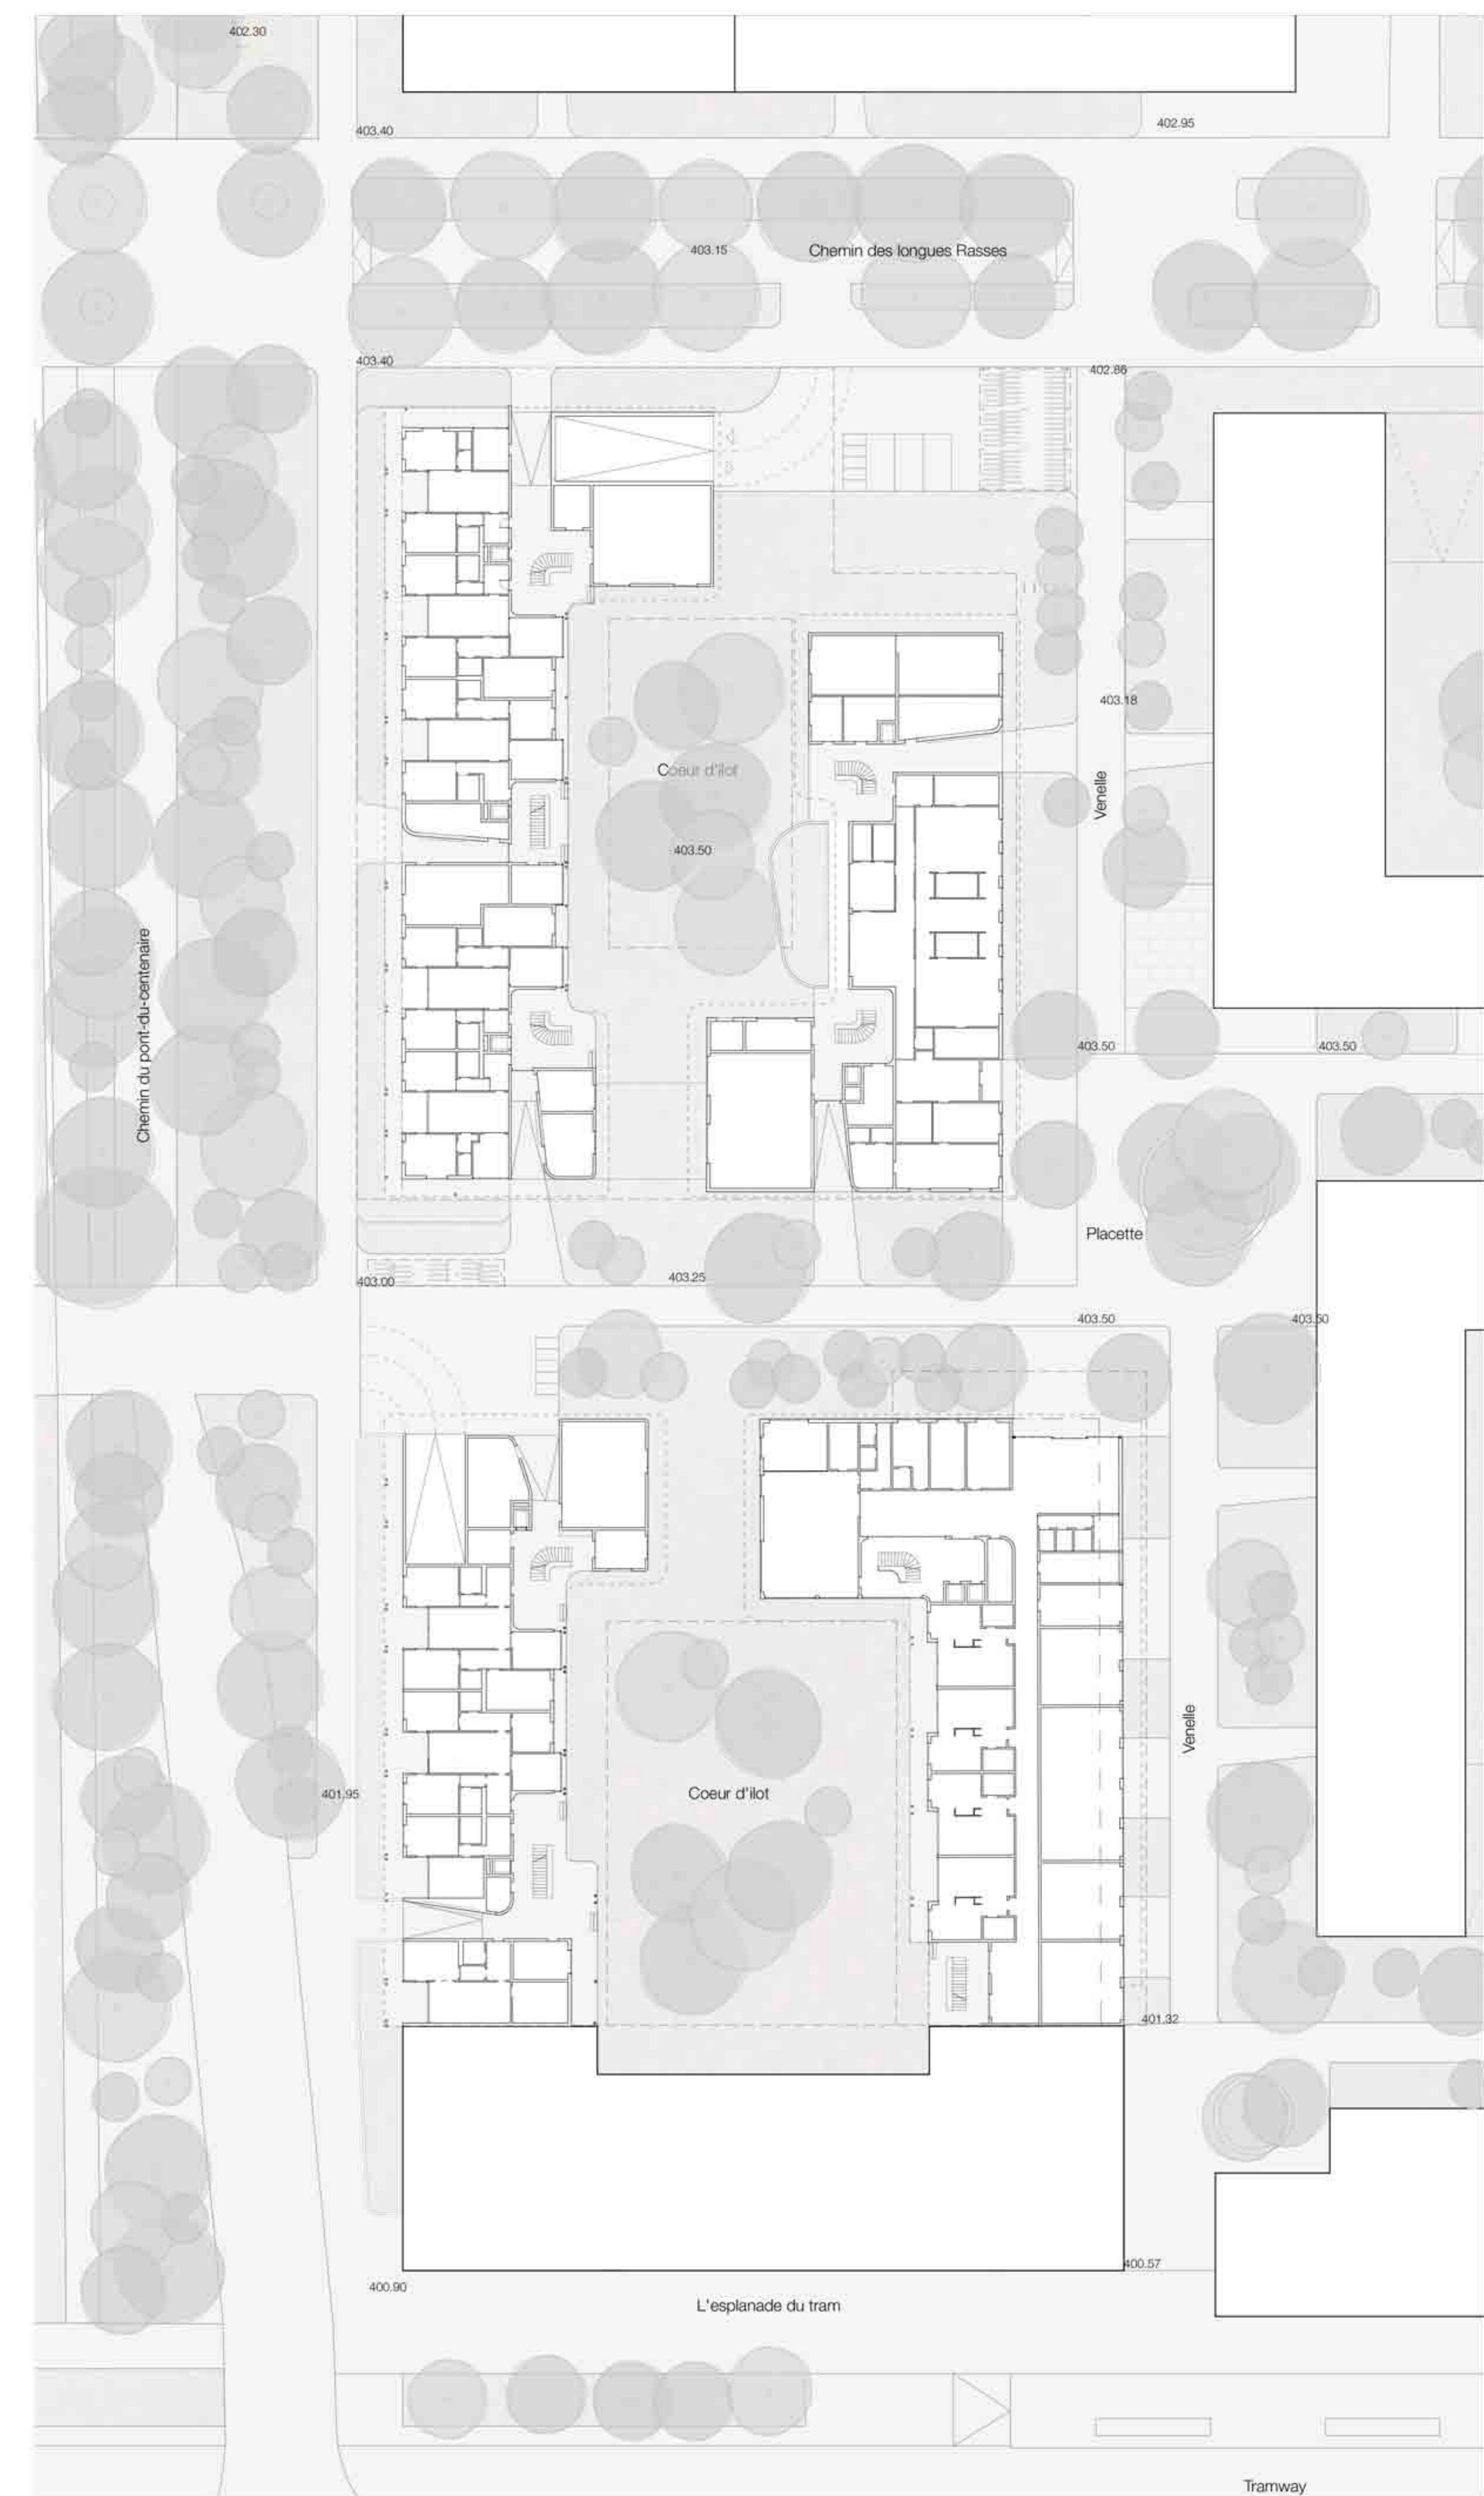 402.30
403.40
402.95
403.15
Chemin des longues Rasses
403.40
402.86
403.18
Coeur d'ilot
Venelle
403.50
Chemin du pont-du-centenaire
403.50
403.50
Placette
403.00
403.25
403.50
403.50
Venelle
401.95
Coeur d'ilot
401.32
400.57
400.90
L'esplanade du tram
Tramway